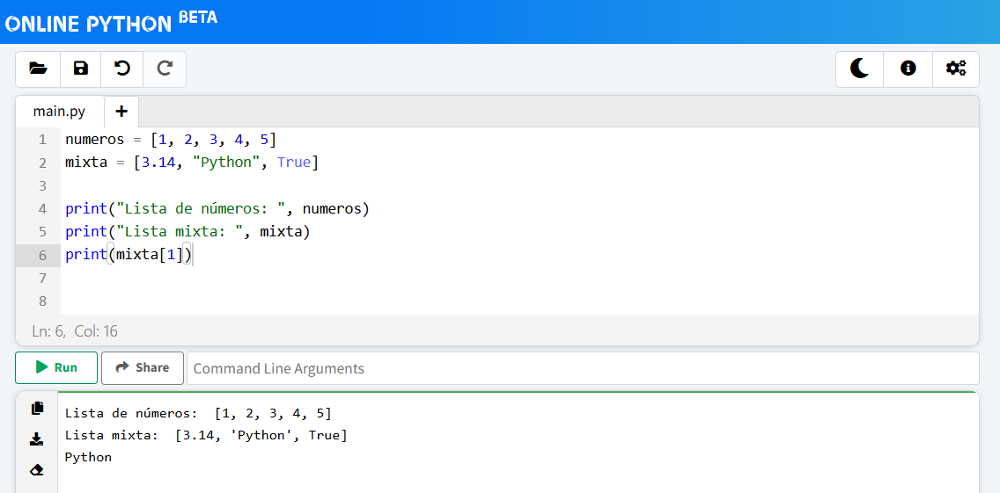 ONLINE PYTHON BETA
main.py +
1 numeros = [1, 2, 3, 4, 5]
2 mixta = [3.14, "Python", True]
3
4 print("Lista de números: ", numeros)
5 print("Lista mixta: ", mixta)
6 print(mixta[1])
7
8
Ln: 6, Col: 16
Run Share Command Line Arguments
Lista de números:  [1, 2, 3, 4, 5]
Lista mixta:  [3.14, 'Python', True]
Python